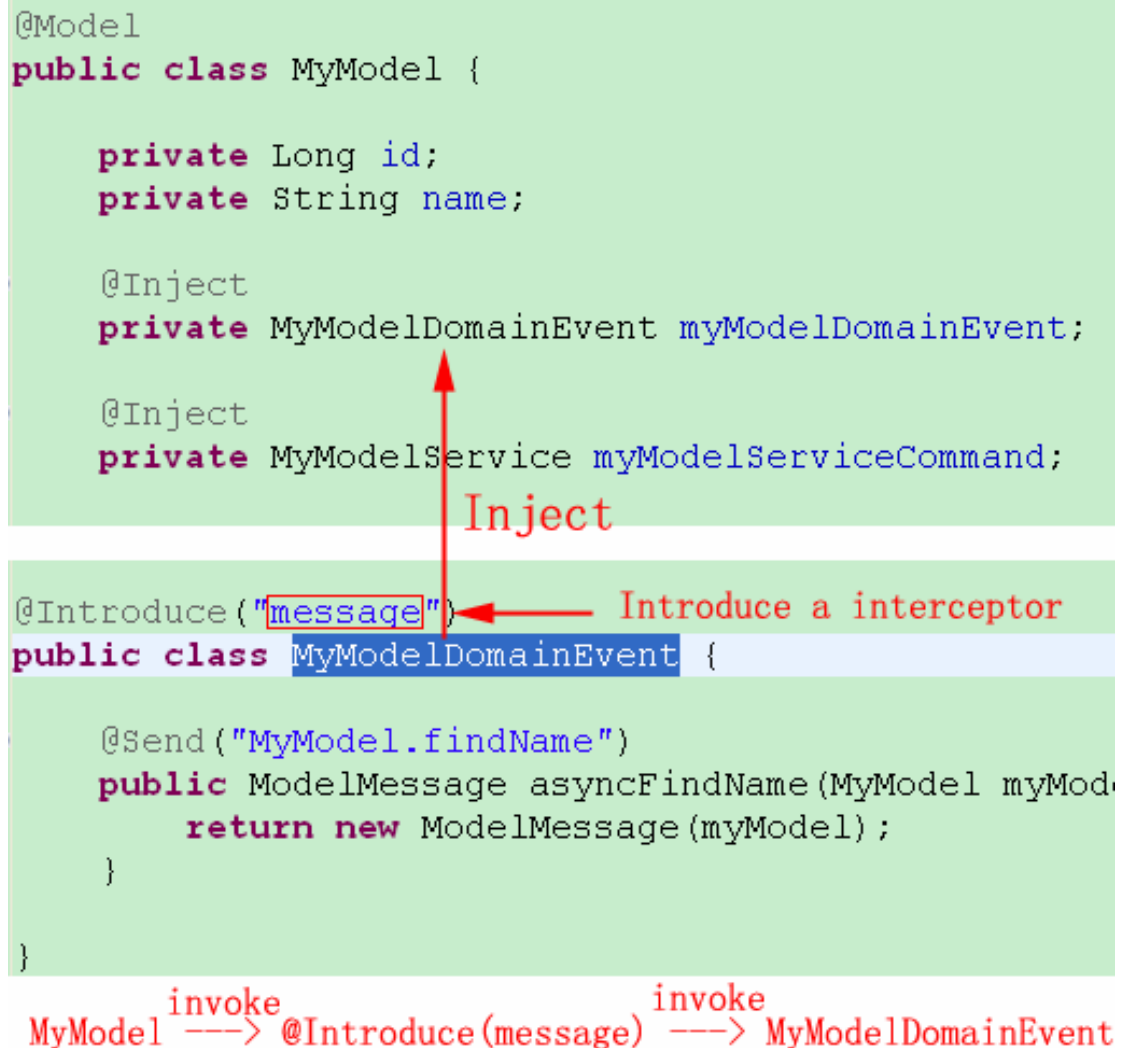 @Model
public class MyModel {
private Long id;
private String name;
@Inject
private MyModelDomainEvent myModelDomainEvent;
@Inject
private MyModelService myModelServiceCommand;
Inject
@Introduce("message") Introduce a interceptor
public class MyModelDomainEvent {
@Send("MyModel.findName")
public ModelMessage asyncFindName(MyModel
return new ModelMessage(myModel);
}
}
invoke invoke
MyModel ---> @Introduce(message) ---> MyModelDomainEvent